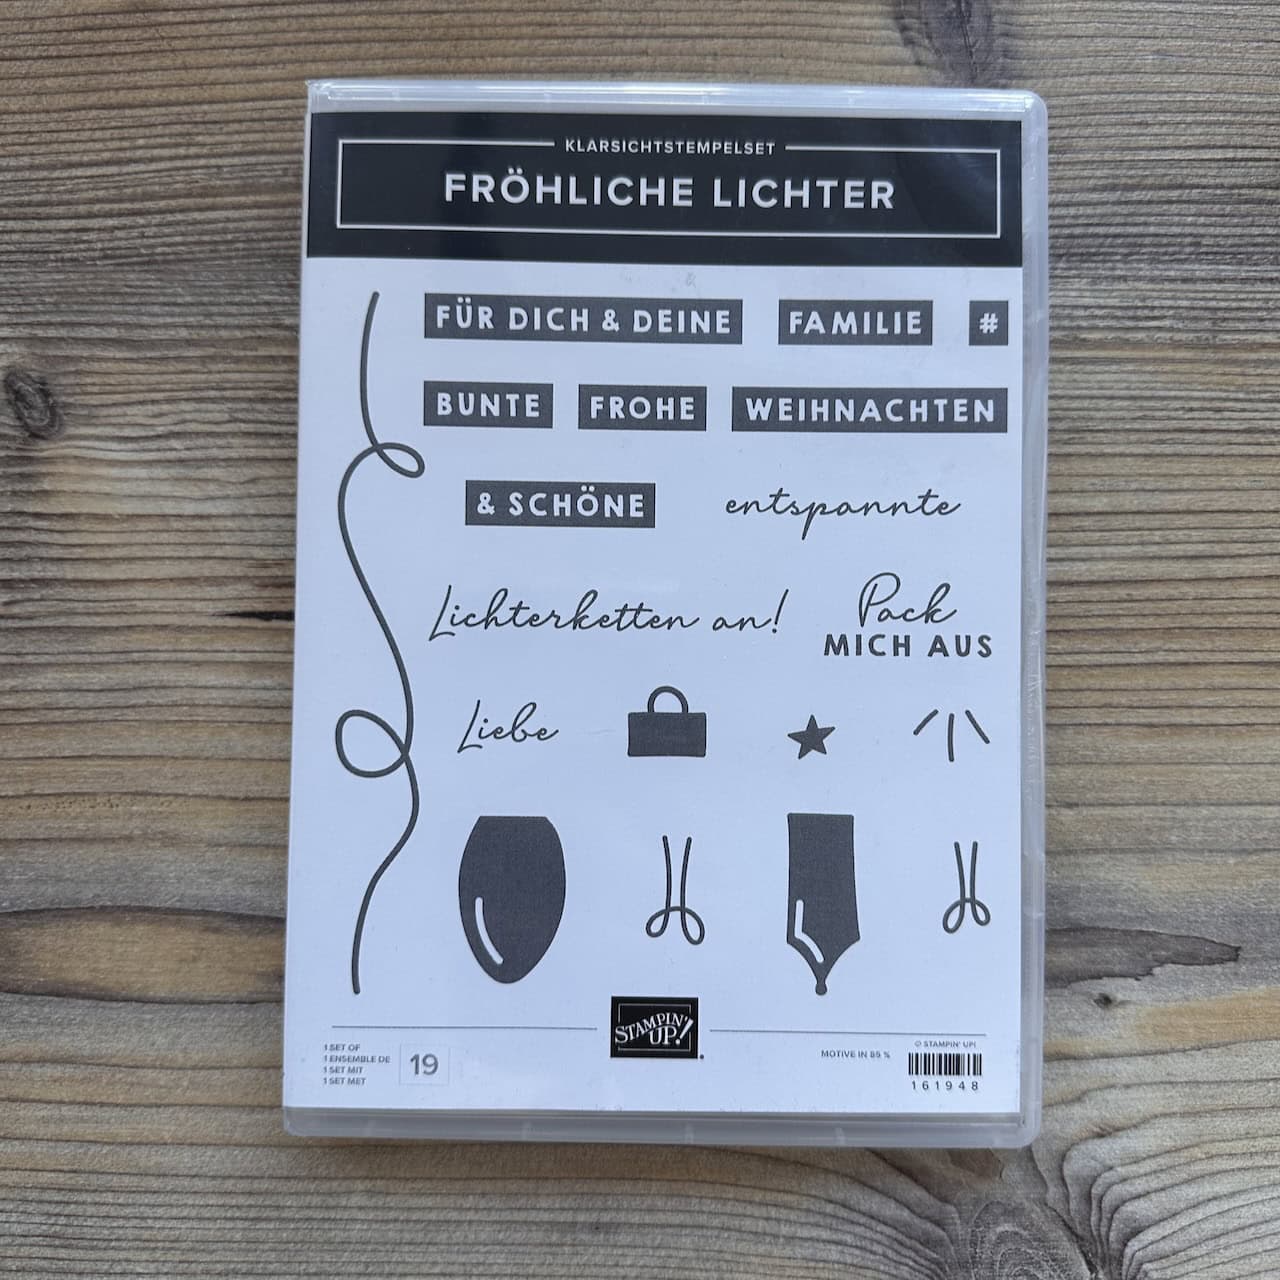 KLARSICHTSTEMPELSET
FRÖHLICHE LICHTER
FÜR DICH & DEINE
FAMILIE
#
BUNTE
FROHE
WEIHNACHTEN
& SCHÖNE
entspannte
Lichterketten an!
Pack
MICH AUS
Liebe
1 SET OF
1 ENSEMBLE DE
1 SET MIT
1 SET MET
19
STAMPIN'
UP!
MOTIVE IN 85 %
© STAMPIN' UP!
161948